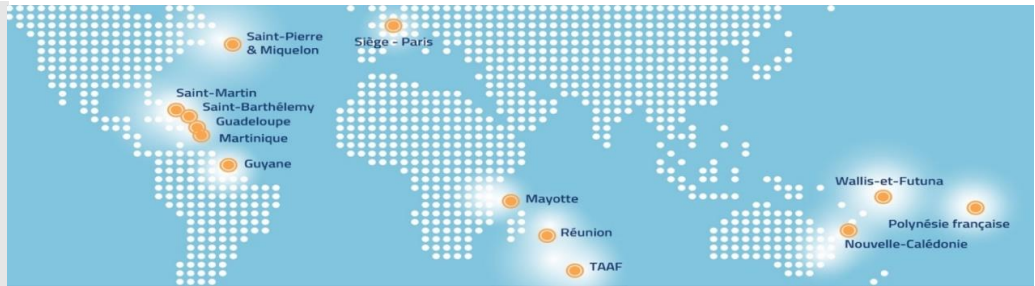 Saint-Pierre
& Miquelon
Siège - Paris
Saint-Martin
Saint-Barthélemy
Guadeloupe
Martinique
Guyane
Mayotte
Réunion
TAAF
Wallis-et-Futuna
Polynésie française
Nouvelle-Calédonie